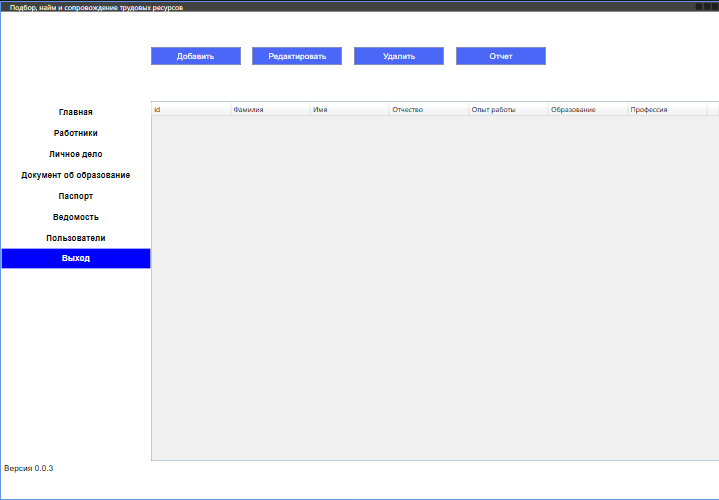 Подбор, найм и сопровождение трудовых ресурсов
Добавить Редактировать Удалить Отчет
id Фамилия Имя Отчество Опыт работы Образование Профессия
Главная
Работники
Личное дело
Документ об образование
Паспорт
Ведомость
Пользователи
Выход
Версия 0.0.3